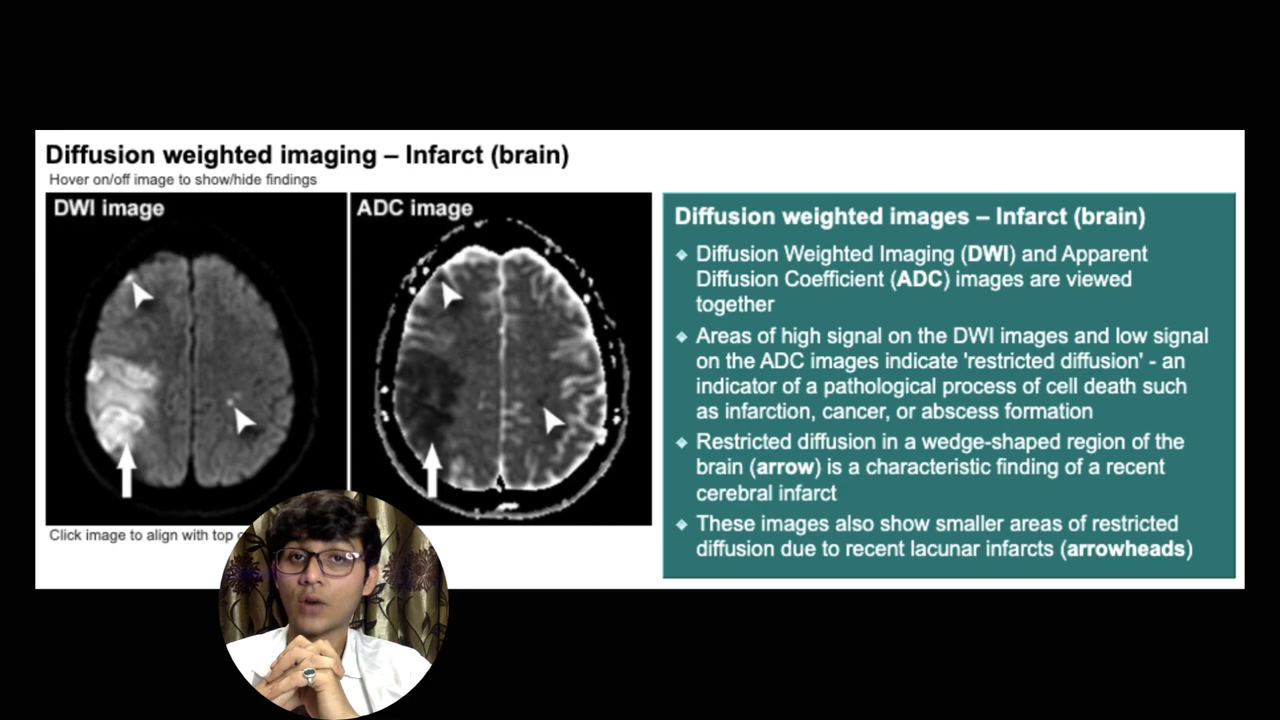 Diffusion weighted imaging – Infarct (brain)
Hover on/off image to show/hide findings
DWI image
ADC image
Click image to align with top
Diffusion weighted images – Infarct (brain)
❖ Diffusion Weighted Imaging (DWI) and Apparent
Diffusion Coefficient (ADC) images are viewed
together
❖ Areas of high signal on the DWI images and low signal
on the ADC images indicate 'restricted diffusion' - an
indicator of a pathological process of cell death such
as infarction, cancer, or abscess formation
❖ Restricted diffusion in a wedge-shaped region of the
brain (arrow) is a characteristic finding of a recent
cerebral infarct
❖ These images also show smaller areas of restricted
diffusion due to recent lacunar infarcts (arrowheads)